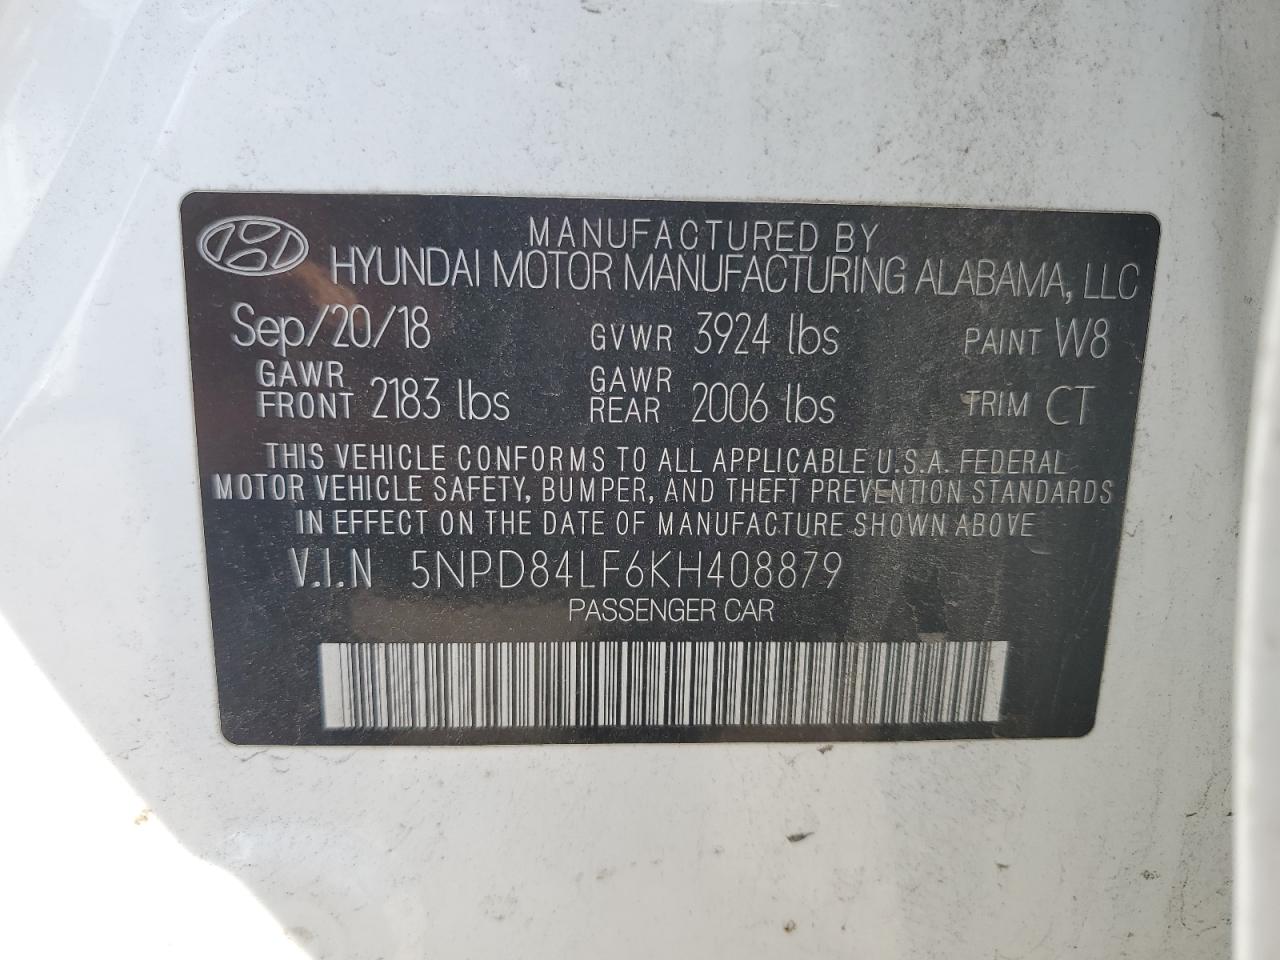 MANUFACTURED BY
HYUNDAI MOTOR MANUFACTURING ALABAMA, LLC
Sep/20/18 GVWR 3924 lbs PAINT W8
GAWR FRONT 2183 lbs GAWR REAR 2006 lbs TRIM CT
THIS VEHICLE CONFORMS TO ALL APPLICABLE U.S.A. FEDERAL
MOTOR VEHICLE SAFETY, BUMPER, AND THEFT PREVENTION STANDARDS
IN EFFECT ON THE DATE OF MANUFACTURE SHOWN ABOVE
V.I.N 5NPD84LF6KH408879
PASSENGER CAR